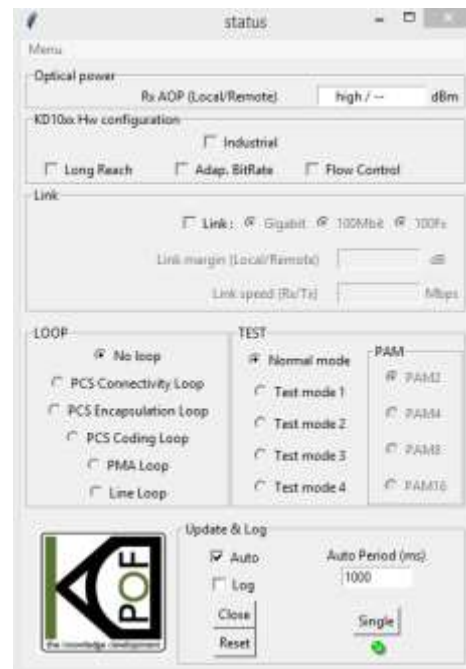 status
Menu
Optical power
Rx AOP (Local/Remote) high / -- dBm
KD10xx Hw configuration
Industrial
Long Reach Adap. BitRate Flow Control
Link
Link: Gigabit 100Mbit 100Fx
Link margin (Local/Remote) dB
Link speed (Rx/Tx) Mbps
LOOP
No loop
PCS Connectivity Loop
PCS Encapsulation Loop
PCS Coding Loop
PMA Loop
Line Loop
TEST
Normal mode
Test mode 1
Test mode 2
Test mode 3
Test mode 4
PAM
PAM2
PAM4
PAM8
PAM16
KDPOF
the knowledge development
Update & Log
Auto
Log
Close
Reset
Auto Period (ms)
1000
Single